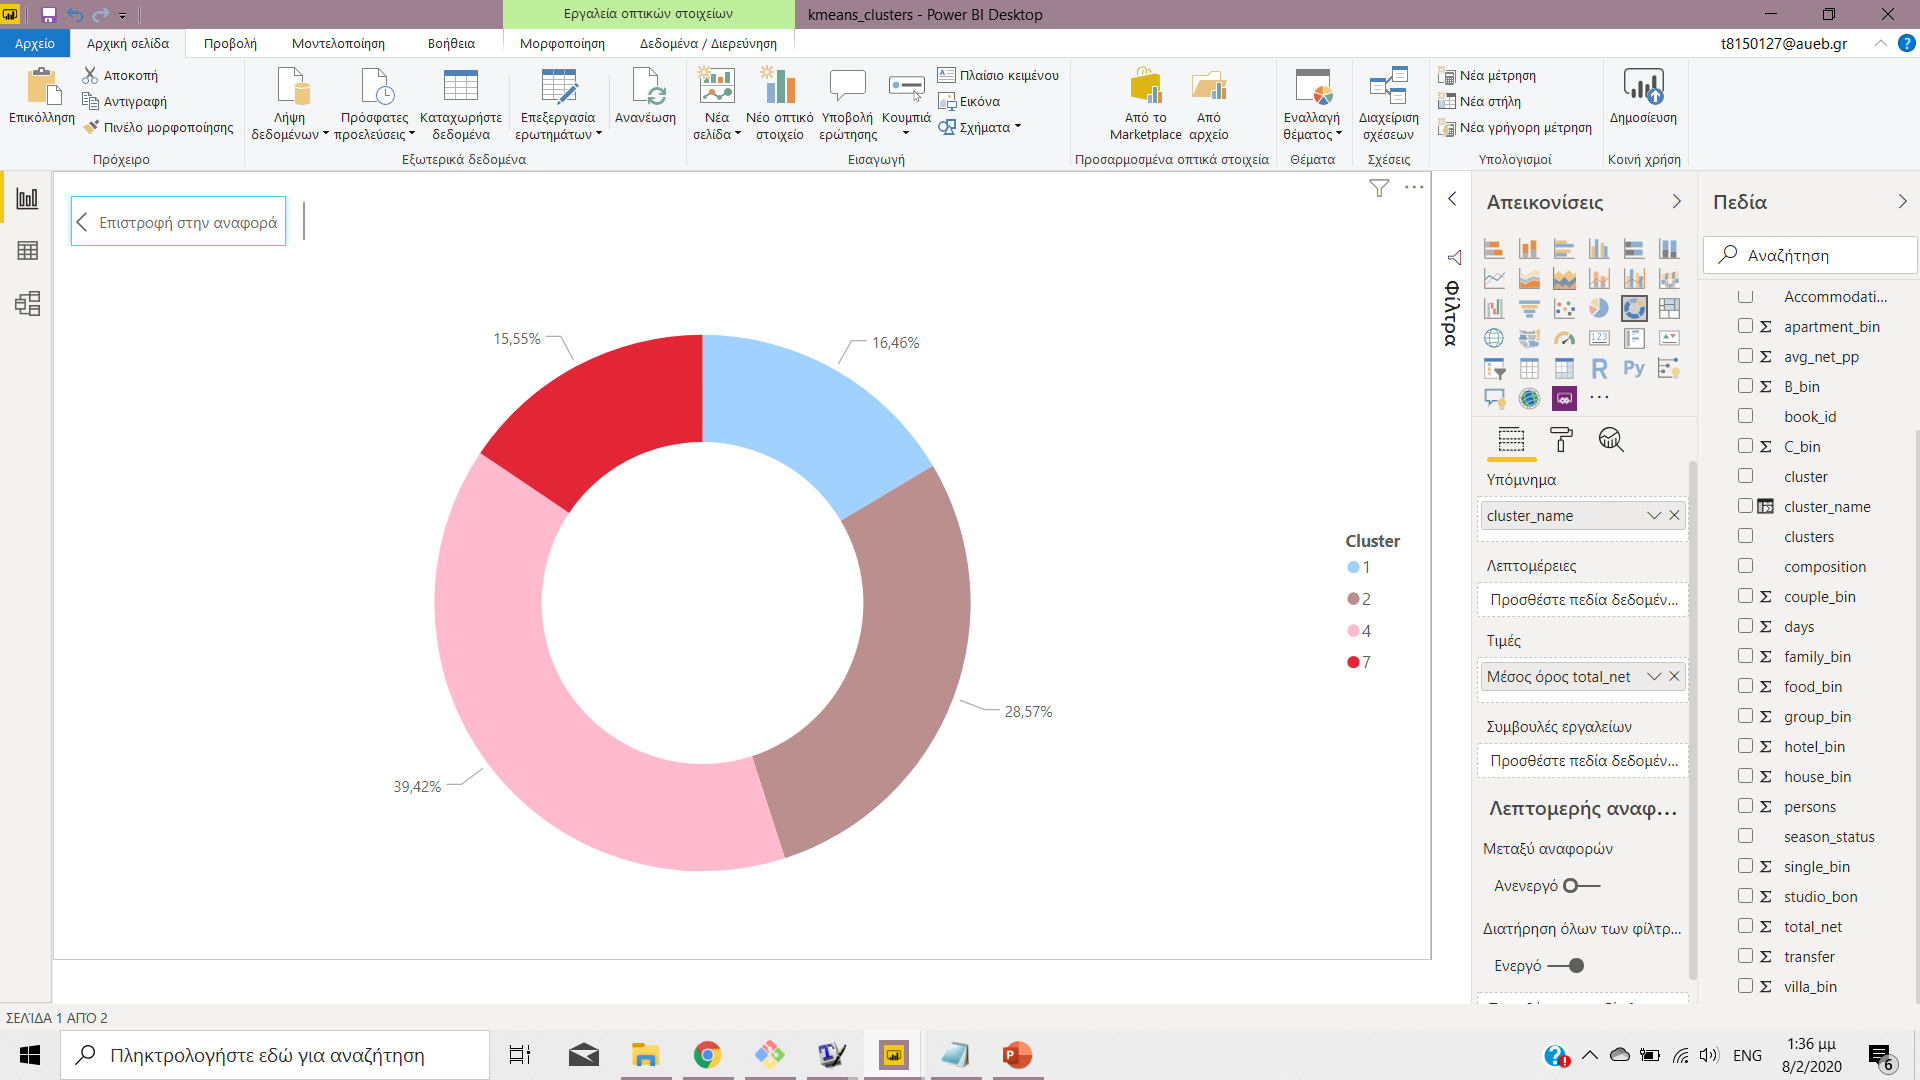 Εργαλεία οπτικών στοιχείων
kmeans_clusters - Power BI Desktop
Αρχείο
Αρχική σελίδα
Προβολή
Μοντελοποίηση
Βοήθεια
Μορφοποίηση
Δεδομένα / Διερεύνηση
t8150127@aueb.gr
?
Επικόλληση
Αποκοπή
Αντιγραφή
Πινέλο μορφοποίησης
Πρόχειρο
Λήψη
δεδομένων
Πρόσφατες
προελεύσεις
Καταχωρήστε
δεδομένα
Επεξεργασία
ερωτημάτων
Ανανέωση
Εξωτερικά δεδομένα
Νέα
σελίδα
Νέο οπτικό
στοιχείο
Υποβολή
ερώτησης
Κουμπιά
Πλαίσιο κειμένου
Εικόνα
Σχήματα
Εισαγωγή
Από το
Marketplace
Από
αρχείο
Προσαρμοσμένα οπτικά στοιχεία
Εναλλαγή
θέματος
Θέματα
Διαχείριση
σχέσεων
Σχέσεις
Νέα μέτρηση
Νέα στήλη
Νέα γρήγορη μέτρηση
Υπολογισμοί
Δημοσίευση
Κοινή χρήση
Επιστροφή στην αναφορά
15,55%
16,46%
39,42%
28,57%
Cluster
1
2
4
7
Φίλτρα
Απεικονίσεις
123
R
Py
Υπόμνημα
cluster_name
Λεπτομέρειες
Προσθέστε πεδία δεδομέν...
Τιμές
Μέσος όρος total_net
Συμβουλές εργαλείων
Προσθέστε πεδία δεδομέν...
Λεπτομερής αναφ...
Μεταξύ αναφορών
Ανενεργό
Διατήρηση όλων των φίλτρ...
Ενεργό
Πεδία
Αναζήτηση
Accommodati...
apartment_bin
avg_net_pp
B_bin
book_id
C_bin
cluster
cluster_name
clusters
composition
couple_bin
days
family_bin
food_bin
group_bin
hotel_bin
house_bin
persons
season_status
single_bin
studio_bon
total_net
transfer
villa_bin
ΣΕΛΊΔΑ 1 ΑΠΌ 2
Πληκτρολογήστε εδώ για αναζήτηση
ENG
1:36 μμ
8/2/2020
6